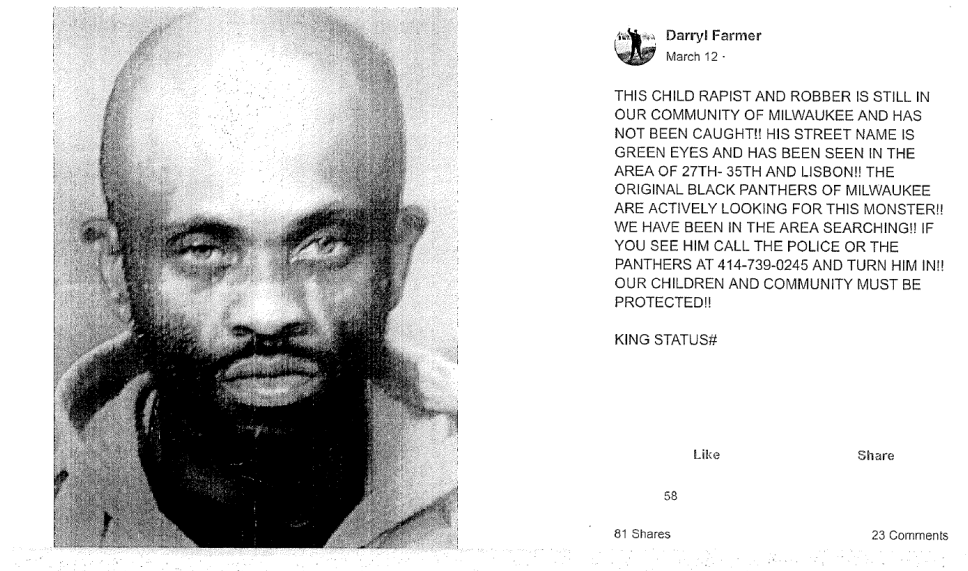 Darryl Farmer
March 12 ·
THIS CHILD RAPIST AND ROBBER IS STILL IN
OUR COMMUNITY OF MILWAUKEE AND HAS
NOT BEEN CAUGHT!! HIS STREET NAME IS
GREEN EYES AND HAS BEEN SEEN IN THE
AREA OF 27TH- 35TH AND LISBON!! THE
ORIGINAL BLACK PANTHERS OF MILWAUKEE
ARE ACTIVELY LOOKING FOR THIS MONSTER!!
WE HAVE BEEN IN THE AREA SEARCHING!! IF
YOU SEE HIM CALL THE POLICE OR THE
PANTHERS AT 414-739-0245 AND TURN HIM IN!!
OUR CHILDREN AND COMMUNITY MUST BE
PROTECTED!!
KING STATUS#
Like Share
58
81 Shares 23 Comments